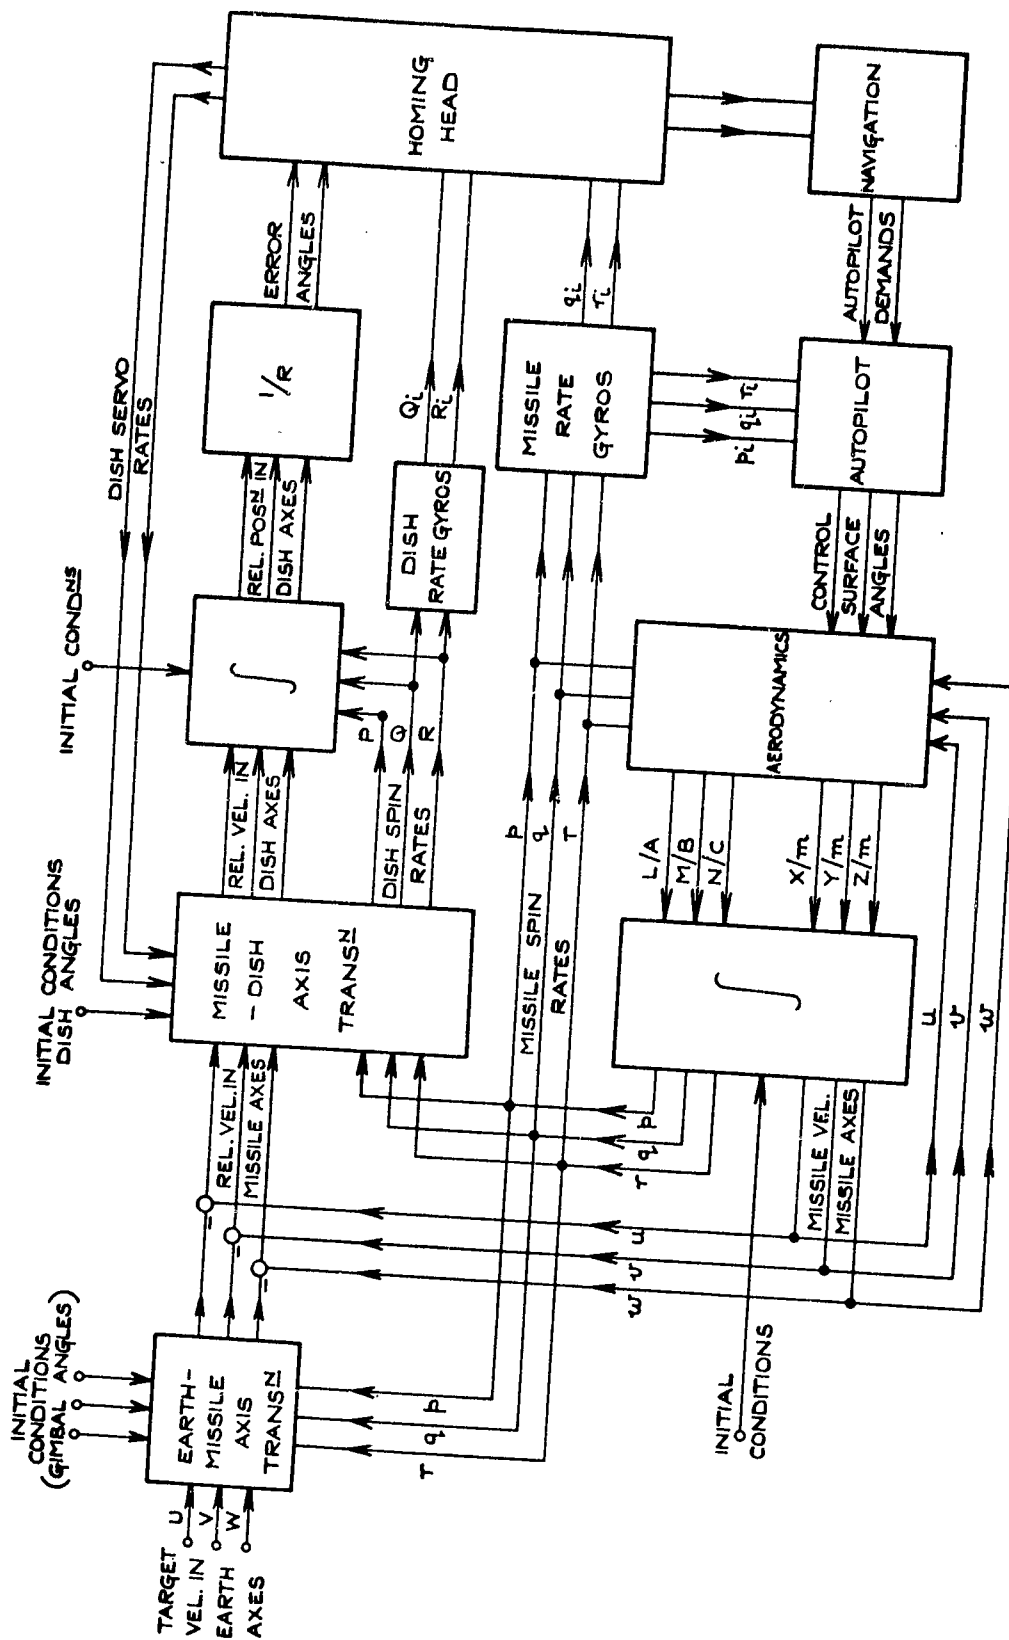 INITIAL
CONDITIONS
(GIMBAL ANGLES)
TARGET
VEL. IN
EARTH
AXES
U
V
W
EARTH-
MISSILE
AXIS
TRANSN
p
q
r
REL. VEL. IN
MISSILE AXES
-
-
-
INITIAL CONDITIONS
DISH ANGLES
MISSILE
- DISH
AXIS
TRANSN
DISH SERVO
RATES
REL. VEL. IN
DISH AXES
DISH SPIN
RATES
P
Q
R
INITIAL CONDNS
∫
REL. POSN IN
DISH AXES
1/R
ERROR
ANGLES
HOMING
HEAD
DISH
RATE GYROS
Qi
Ri
MISSILE SPIN
RATES
p
q
r
MISSILE
RATE
GYROS
qi
ri
pi
qi
ri
p
q
r
u
v
w
INITIAL
CONDITIONS
MISSILE VEL.
MISSILE AXES
∫
L/A
M/B
N/C
X/m
Y/m
Z/m
AERODYNAMICS
CONTROL
SURFACE
ANGLES
AUTOPILOT
AUTOPILOT
DEMANDS
NAVIGATION
u
v
w